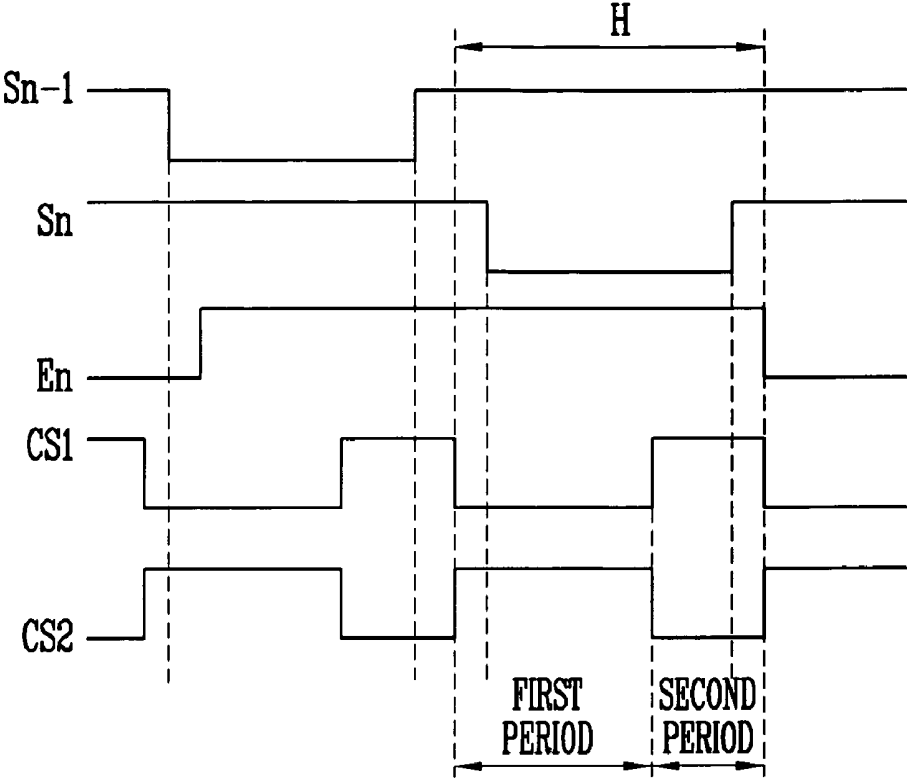 H
Sn-1
Sn
En
CS1
CS2
FIRST PERIOD
SECOND PERIOD